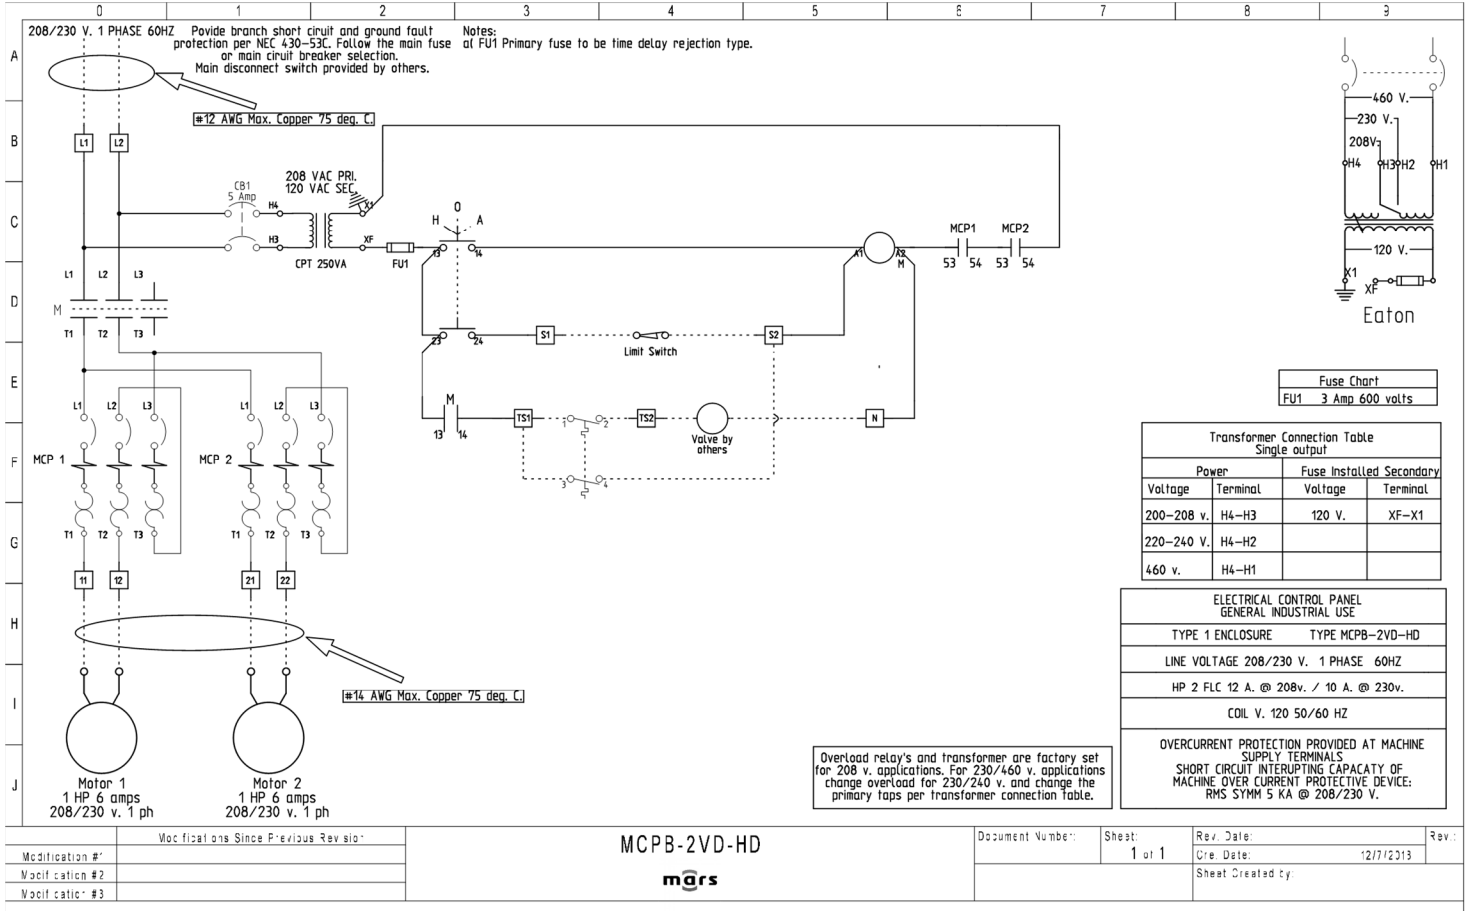 0 1 2 3 4 5 6 7 8 9
A
B
C
D
E
F
G
H
I
J
208/230 V. 1 PHASE 60HZ
Povide branch short ciruit and ground fault
protection per NEC 430-53C. Follow the main fuse
or main ciruit breaker selection.
Main disconnect switch provided by others.
Notes:
a( FU1 Primary fuse to be time delay rejection type.
#12 AWG Max. Copper 75 deg. C.
L1 L2
CB1
5 Amp
208 VAC PRI.
120 VAC SEC.
H4 X1
H3 XF
CPT 250VA
FU1
O
H A
13 14
A1 A2
M
MCP1 MCP2
53 54 53 54
L1 L2 L3
M
T1 T2 T3
23 24
S1 S2
Limit Switch
M
13 14
TS1 1 2 TS2 N
Valve by
others
3 4
L1 L2 L3 L1 L2 L3
MCP 1 MCP 2
T1 T2 T3 T1 T2 T3
11 12 21 22
#14 AWG Max. Copper 75 deg. C.
Motor 1
1 HP 6 amps
208/230 v. 1 ph
Motor 2
1 HP 6 amps
208/230 v. 1 ph
460 V.
230 V.
208V
H4 H3 H2 H1
120 V.
X1 XF
Eaton
Fuse Chart
FU1 3 Amp 600 volts
Transformer Connection Table
Single output
Power Fuse Installed Secondary
Voltage Terminal Voltage Terminal
200-208 v. H4-H3 120 V. XF-X1
220-240 V. H4-H2
460 v. H4-H1
ELECTRICAL CONTROL PANEL
GENERAL INDUSTRIAL USE
TYPE 1 ENCLOSURE TYPE MCPB-2VD-HD
LINE VOLTAGE 208/230 V. 1 PHASE 60HZ
HP 2 FLC 12 A. @ 208v. / 10 A. @ 230v.
COIL V. 120 50/60 HZ
OVERCURRENT PROTECTION PROVIDED AT MACHINE
SUPPLY TERMINALS
SHORT CIRCUIT INTERUPTING CAPACATY OF
MACHINE OVER CURRENT PROTECTIVE DEVICE:
RMS SYMM 5 KA @ 208/230 V.
Overload relay's and transformer are factory set
for 208 v. applications. For 230/460 v. applications
change overload for 230/240 v. and change the
primary taps per transformer connection table.
Modifications Since Previous Revision
Modification #1
Modification #2
Modification #3
MCPB-2VD-HD
mars
Document Number:
Sheet:
1 of 1
Rev. Date:
Cre. Date: 12/7/2013
Sheet Created by:
Rev.: